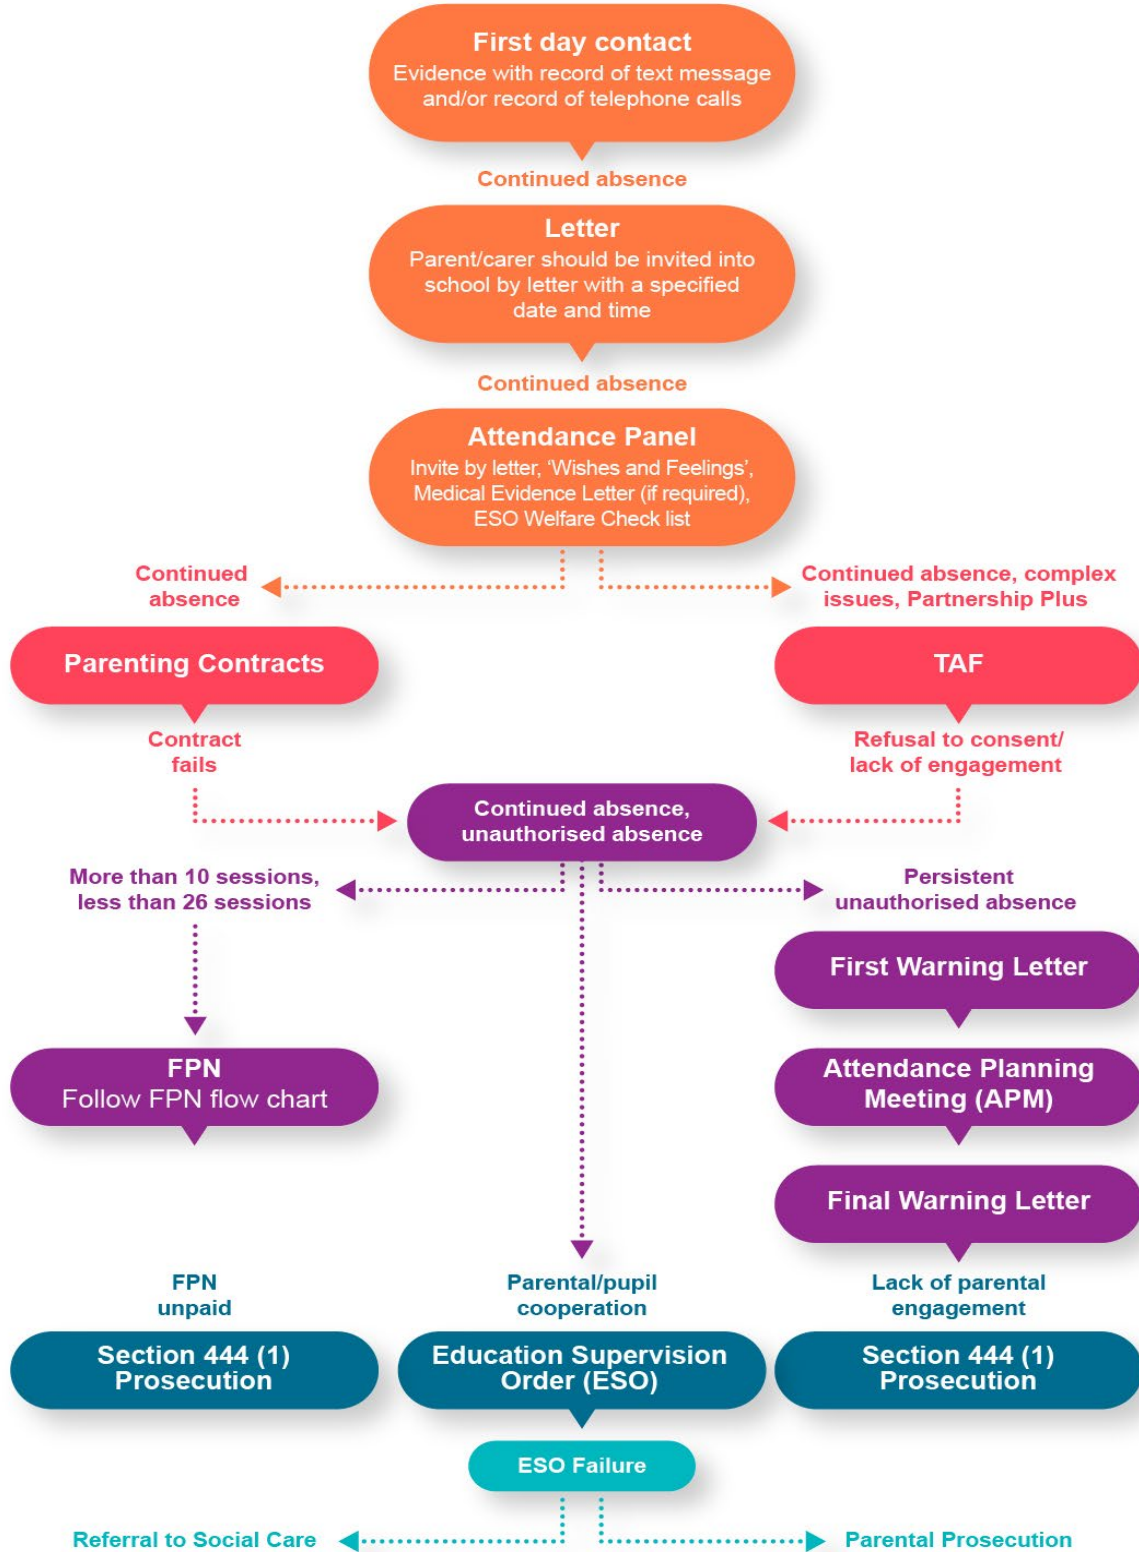 First day contact
Evidence with record of text message
and/or record of telephone calls
Continued absence
Letter
Parent/carer should be invited into
school by letter with a specified
date and time
Continued absence
Attendance Panel
Invite by letter, ‘Wishes and Feelings’,
Medical Evidence Letter (if required),
ESO Welfare Check list
Continued
absence
Continued absence, complex
issues, Partnership Plus
Parenting Contracts
TAF
Contract
fails
Refusal to consent/
lack of engagement
Continued absence,
unauthorised absence
More than 10 sessions,
less than 26 sessions
Persistent
unauthorised absence
First Warning Letter
FPN
Follow FPN flow chart
Attendance Planning
Meeting (APM)
Final Warning Letter
FPN
unpaid
Parental/pupil
cooperation
Lack of parental
engagement
Section 444 (1)
Prosecution
Education Supervision
Order (ESO)
Section 444 (1)
Prosecution
ESO Failure
Referral to Social Care
Parental Prosecution